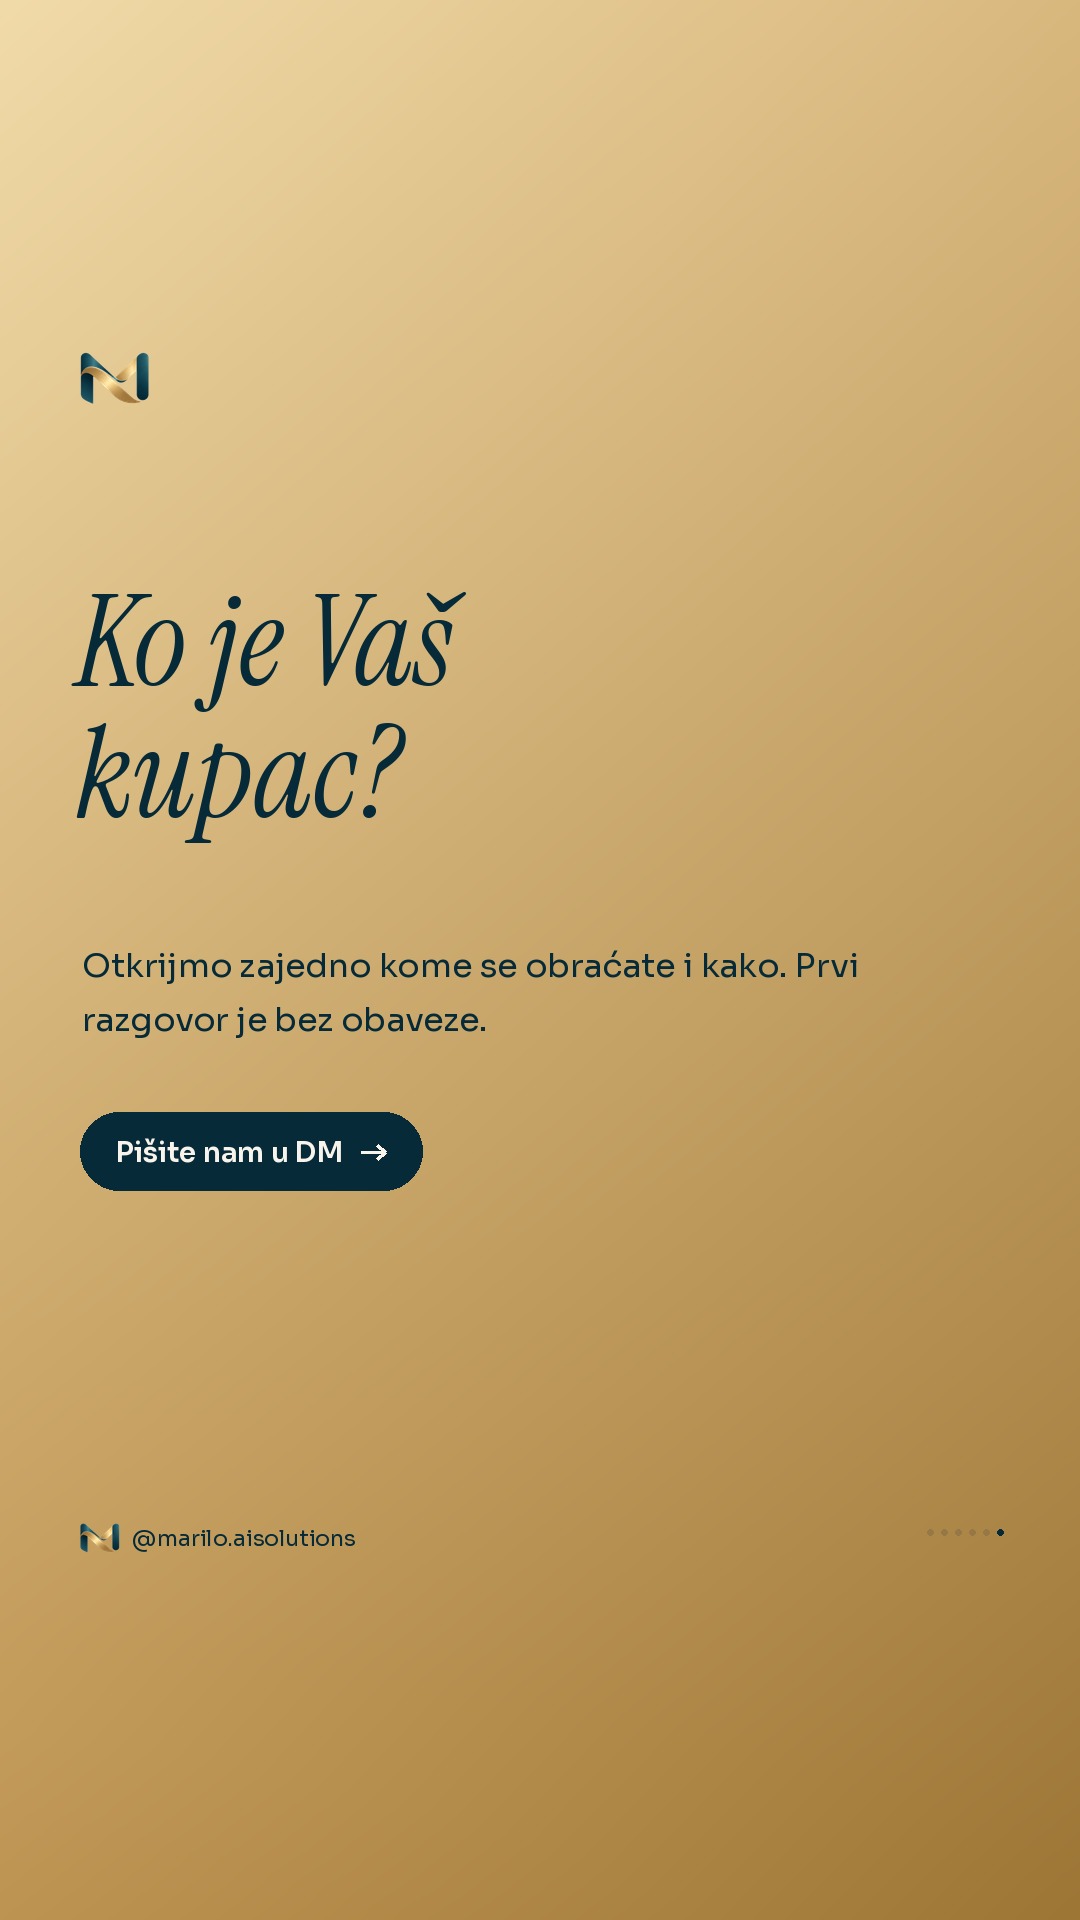 Ko je Vaš
kupac?
Otkrijmo zajedno kome se obraćate i kako. Prvi
razgovor je bez obaveze.
Pišite nam u DM →
@marilo.aisolutions